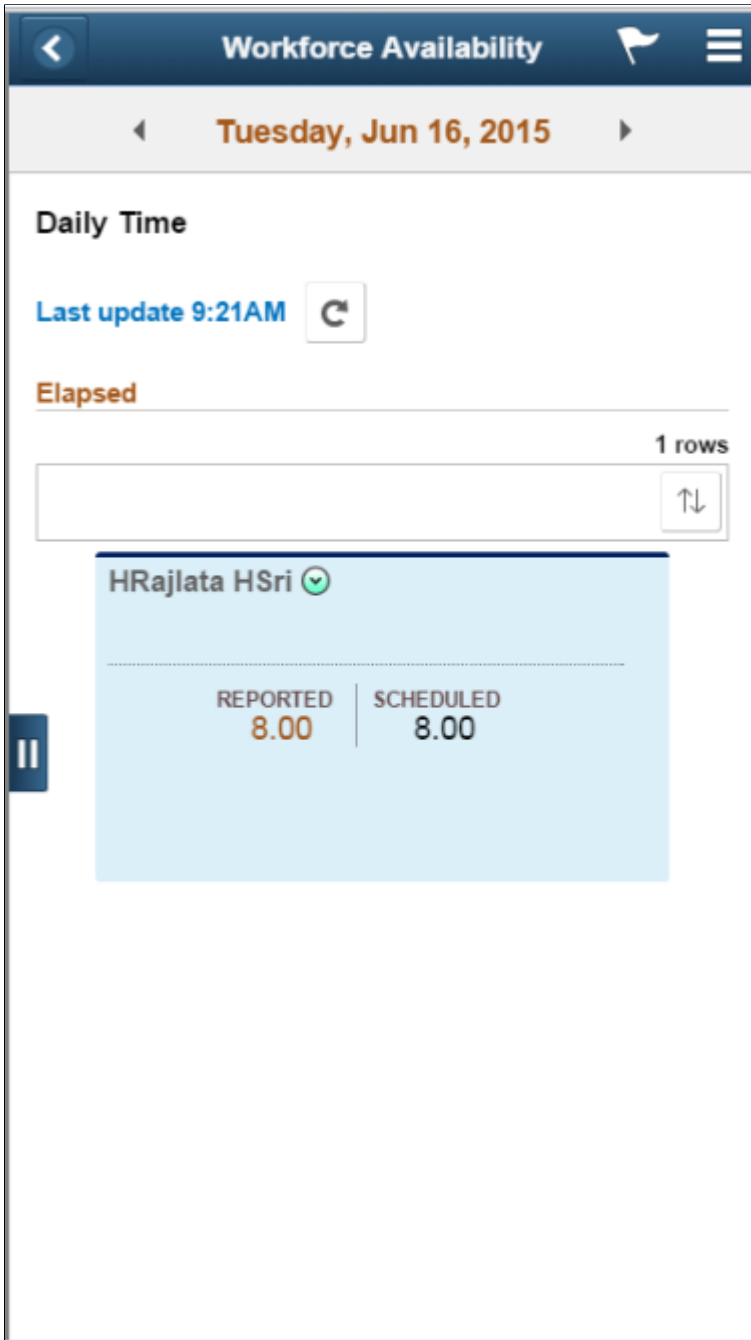 Workforce Availability
Tuesday, Jun 16, 2015
Daily Time
Last update 9:21AM
Elapsed
1 rows
HRajlata HSri
REPORTED SCHEDULED
8.00 8.00